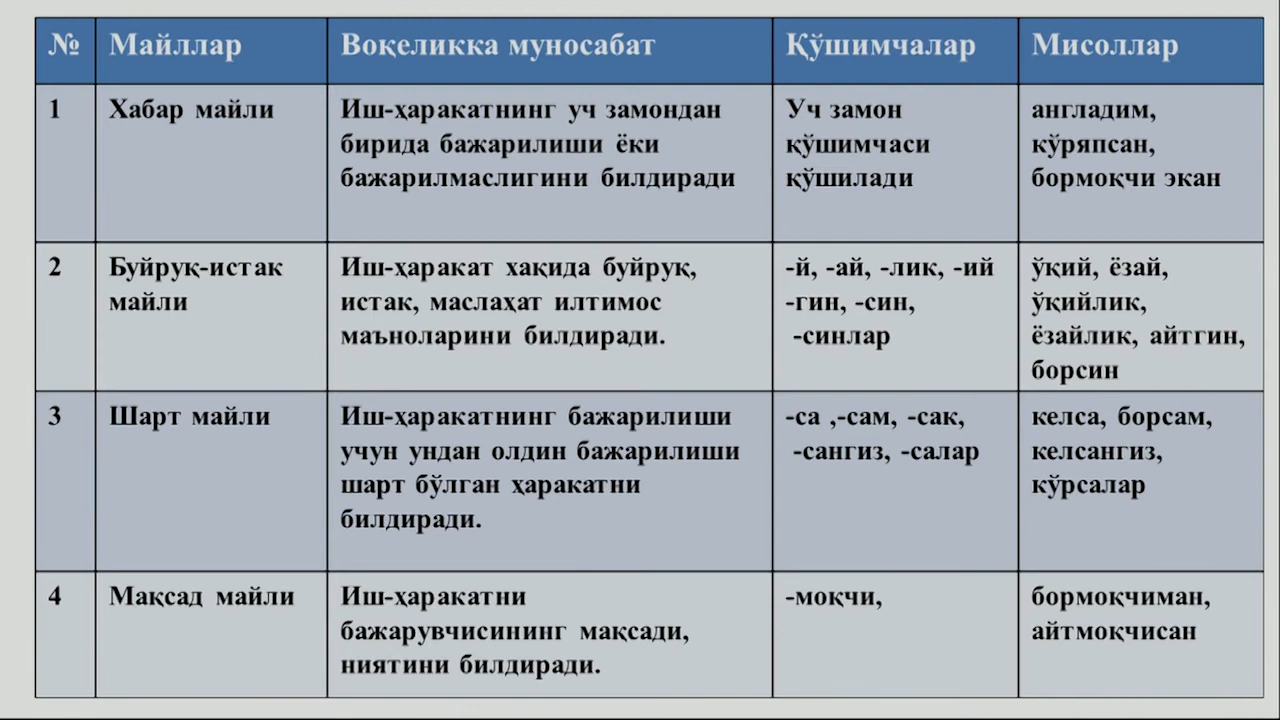 № Майллар Воқеликка муносабат Қўшимчалар Мисоллар
1 Хабар майли
Иш-ҳаракатнинг уч замондан
бирида бажарилиши ёки
бажарилмаслигини билдиради
Уч замон
қўшимчаси
қўшилади
англадим,
кўряпсан,
бормоқчи экан
2 Буйруқ-истак
майли
Иш-ҳаракат хақида буйруқ,
истак, маслаҳат илтимос
маъноларини билдиради.
-й, -ай, -лик, -ий
-гин, -син,
-синлар
ўқий, ёзай,
ўқийлик,
ёзайлик, айтгин,
борсин
3 Шарт майли
Иш-ҳаракатнинг бажарилиши
учун ундан олдин бажарилиши
шарт бўлган ҳаракатни
билдиради.
-са ,-сам, -сак,
-сангиз, -салар
келса, борсам,
келсангиз,
кўрсалар
4 Мақсад майли
Иш-ҳаракатни
бажарувчисининг мақсади,
ниятини билдиради.
-моқчи,
бормоқчиман,
айтмоқчисан